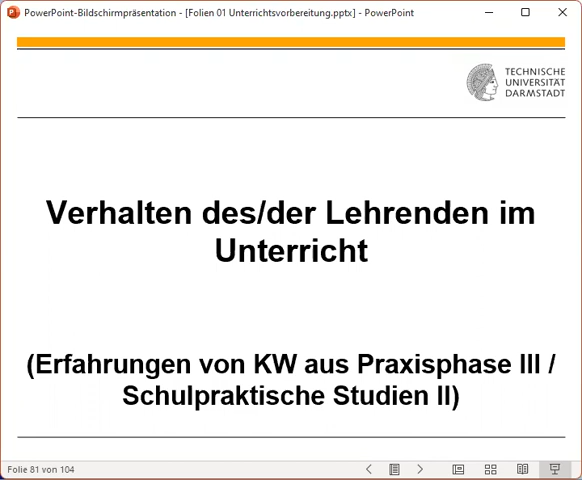 PowerPoint-Bildschirmpräsentation - [Folien 01 Unterrichtsvorbereitung.pptx] - PowerPoint
TECHNISCHE
UNIVERSITÄT
DARMSTADT
Verhalten des/der Lehrenden im
Unterricht
(Erfahrungen von KW aus Praxisphase III /
Schulpraktische Studien II)
Folie 81 von 104